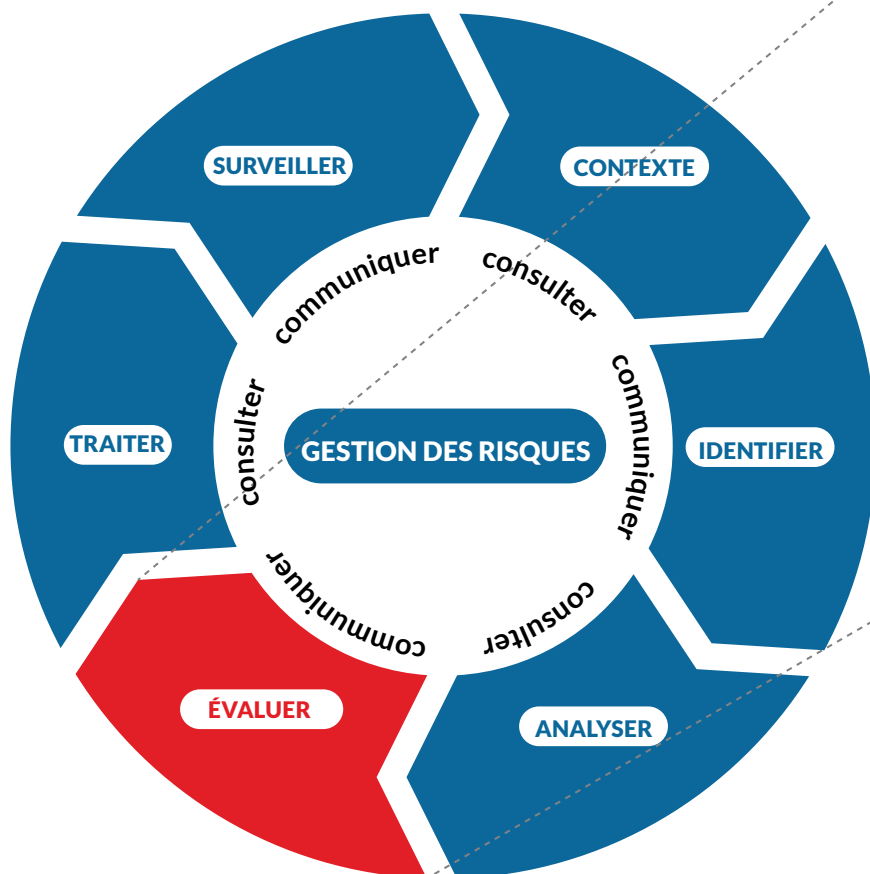 SURVEILLER
CONTEXTE
communiquer
consulter
TRAITER
consulter
GESTION DES RISQUES
communiquer
IDENTIFIER
communiquer
consulter
ÉVALUER
ANALYSER